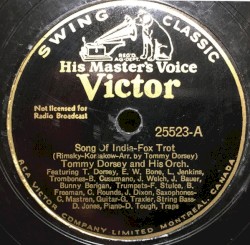 SWING CLASSIC
REG'D.
"His Master's Voice"
Victor
Not licensed for
Radio Broadcast
25523-A
Song Of India-Fox Trot
(Rimsky-Korsakow-Arr. by Tommy Dorsey)
Tommy Dorsey and His Orch.
Featuring T. Dorsey, E. W. Bone, L. Jenkins,
Trombones-B. Cusumano, J. Welch, J. Bauer,
Bunny Berigan, Trumpets-F. Stulce, B.
Freeman, C. Rounds, J. Dixon, Saxophones-
C. Mastren, Guitar-G. Traxler, String Bass-
D. Jones, Piano-D. Tough, Traps
RCA VICTOR COMPANY LIMITED MONTREAL, CANADA